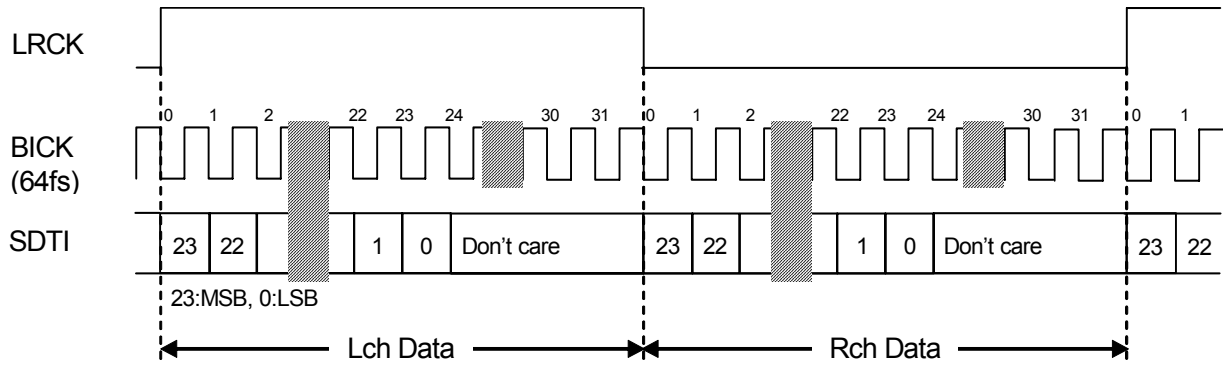 LRCK
0 1 2 22 23 24 30 31 0 1 2 22 23 24 30 31 0 1
BICK
(64fs)
SDTI 23 22 1 0 Don't care 23 22 1 0 Don't care 23 22
23:MSB, 0:LSB
Lch Data Rch Data